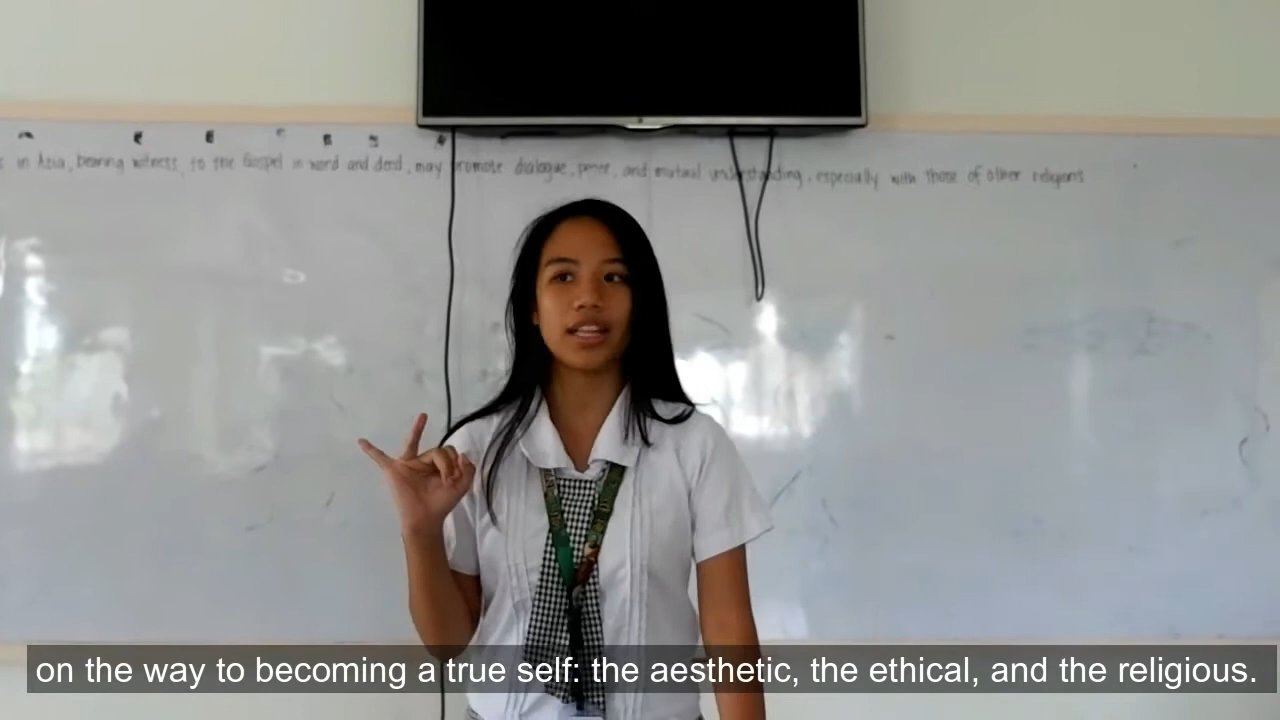 in Asia, bearing witness to the Gospel in word and deed, may promote dialogue, peace, and mutual understanding, especially with those of other religions
on the way to becoming a true self: the aesthetic, the ethical, and the religious.